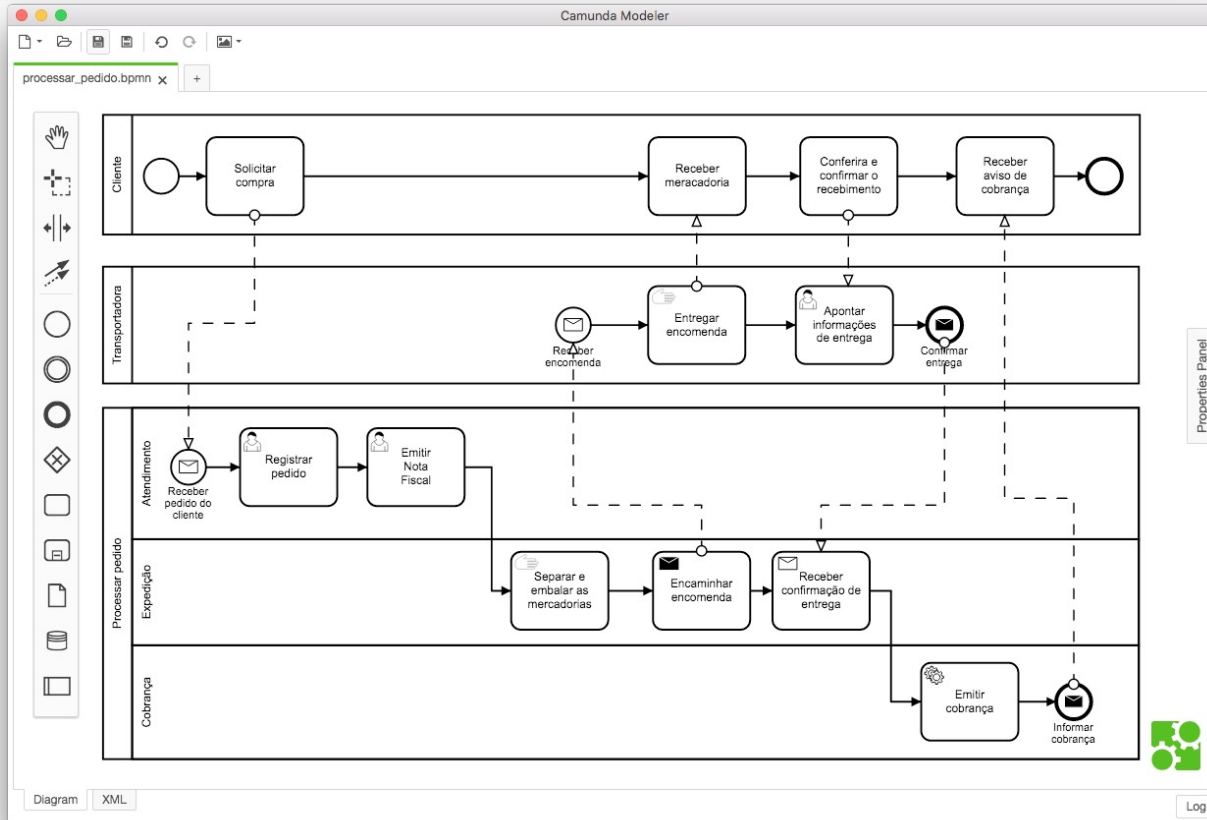 Camunda Modeler
processar_pedido.bpmn x
+
Cliente
Solicitar
compra
Receber
meracadoria
Conferira e
confirmar o
recebimento
Receber
aviso de
cobrança
Transportadora
Receber
encomenda
Entregar
encomenda
Apontar
informações
de entrega
Confirmar
entrega
Properties Panel
Processar pedido
Atendimento
Receber
pedido do
cliente
Registrar
pedido
Emitir
Nota
Fiscal
Expedição
Separar e
embalar as
mercadorias
Encaminhar
encomenda
Receber
confirmação de
entrega
Cobrança
Emitir
cobrança
Informar
cobrança
Diagram
XML
Log